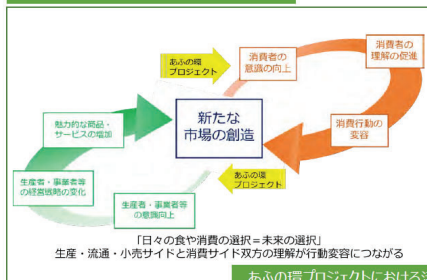 あふの環
プロジェクト
消費者の
意識の向上
消費者の
理解の促進
魅力的な商品・
サービスの増加
新たな
市場の創造
消費行動の
変容
生産者・事業者等
の経営戦略の変化
生産者・事業者等
の意識向上
あふの環
プロジェクト
「日々の食や消費の選択＝未来の選択」
生産・流通・小売サイドと消費サイド双方の理解が行動変容につながる
あふの環プロジェクトにおける